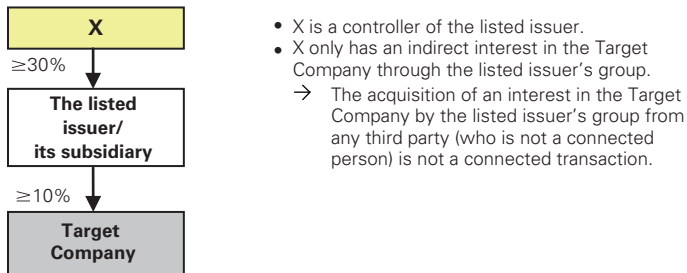 X
≥30%
The listed
issuer/
its subsidiary
≥10%
Target
Company
• X is a controller of the listed issuer.
• X only has an indirect interest in the Target
Company through the listed issuer’s group.
→ The acquisition of an interest in the Target
Company by the listed issuer’s group from
any third party (who is not a connected
person) is not a connected transaction.